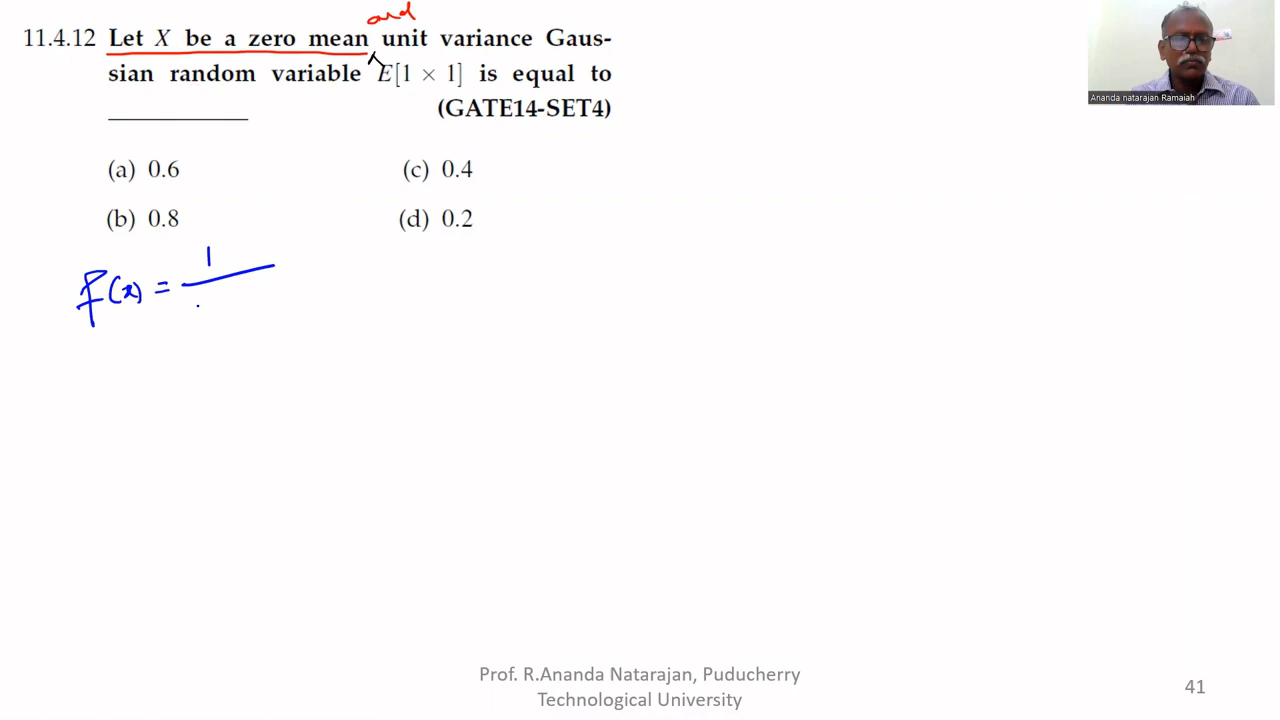 and
11.4.12 Let X be a zero mean unit variance Gaus-
sian random variable E[1 × 1] is equal to
__________ (GATE14-SET4)
(a) 0.6 (c) 0.4
(b) 0.8 (d) 0.2
f(x) = 1
Ananda natarajan Ramaiah
Prof. R.Ananda Natarajan, Puducherry
Technological University
41